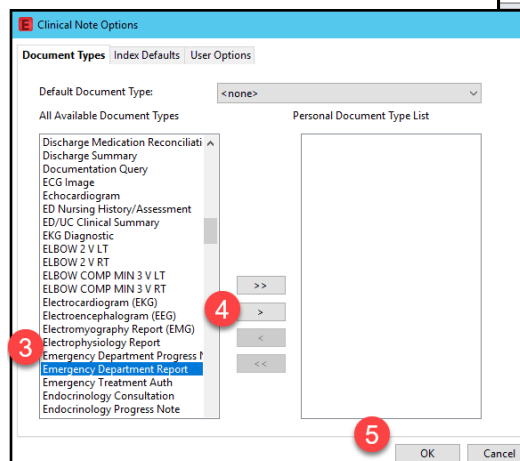 E Clinical Note Options
Document Types Index Defaults User Options
Default Document Type: <none>
All Available Document Types Personal Document Type List
Discharge Medication Reconciliati
Discharge Summary
Documentation Query
ECG Image
Echocardiogram
ED Nursing History/Assessment
ED/UC Clinical Summary
EKG Diagnostic
ELBOW 2 V LT
ELBOW 2 V RT
ELBOW COMP MIN 3 V LT
ELBOW COMP MIN 3 V RT
>>
Electrocardiogram (EKG)
Electroencephalogram (EEG)
4 >
Electromyography Report (EMG)
Electrophysiology Report
<
3
Emergency Department Progress N
<<
Emergency Department Report
Emergency Treatment Auth
Endocrinology Consultation
Endocrinology Progress Note
5
OK Cancel